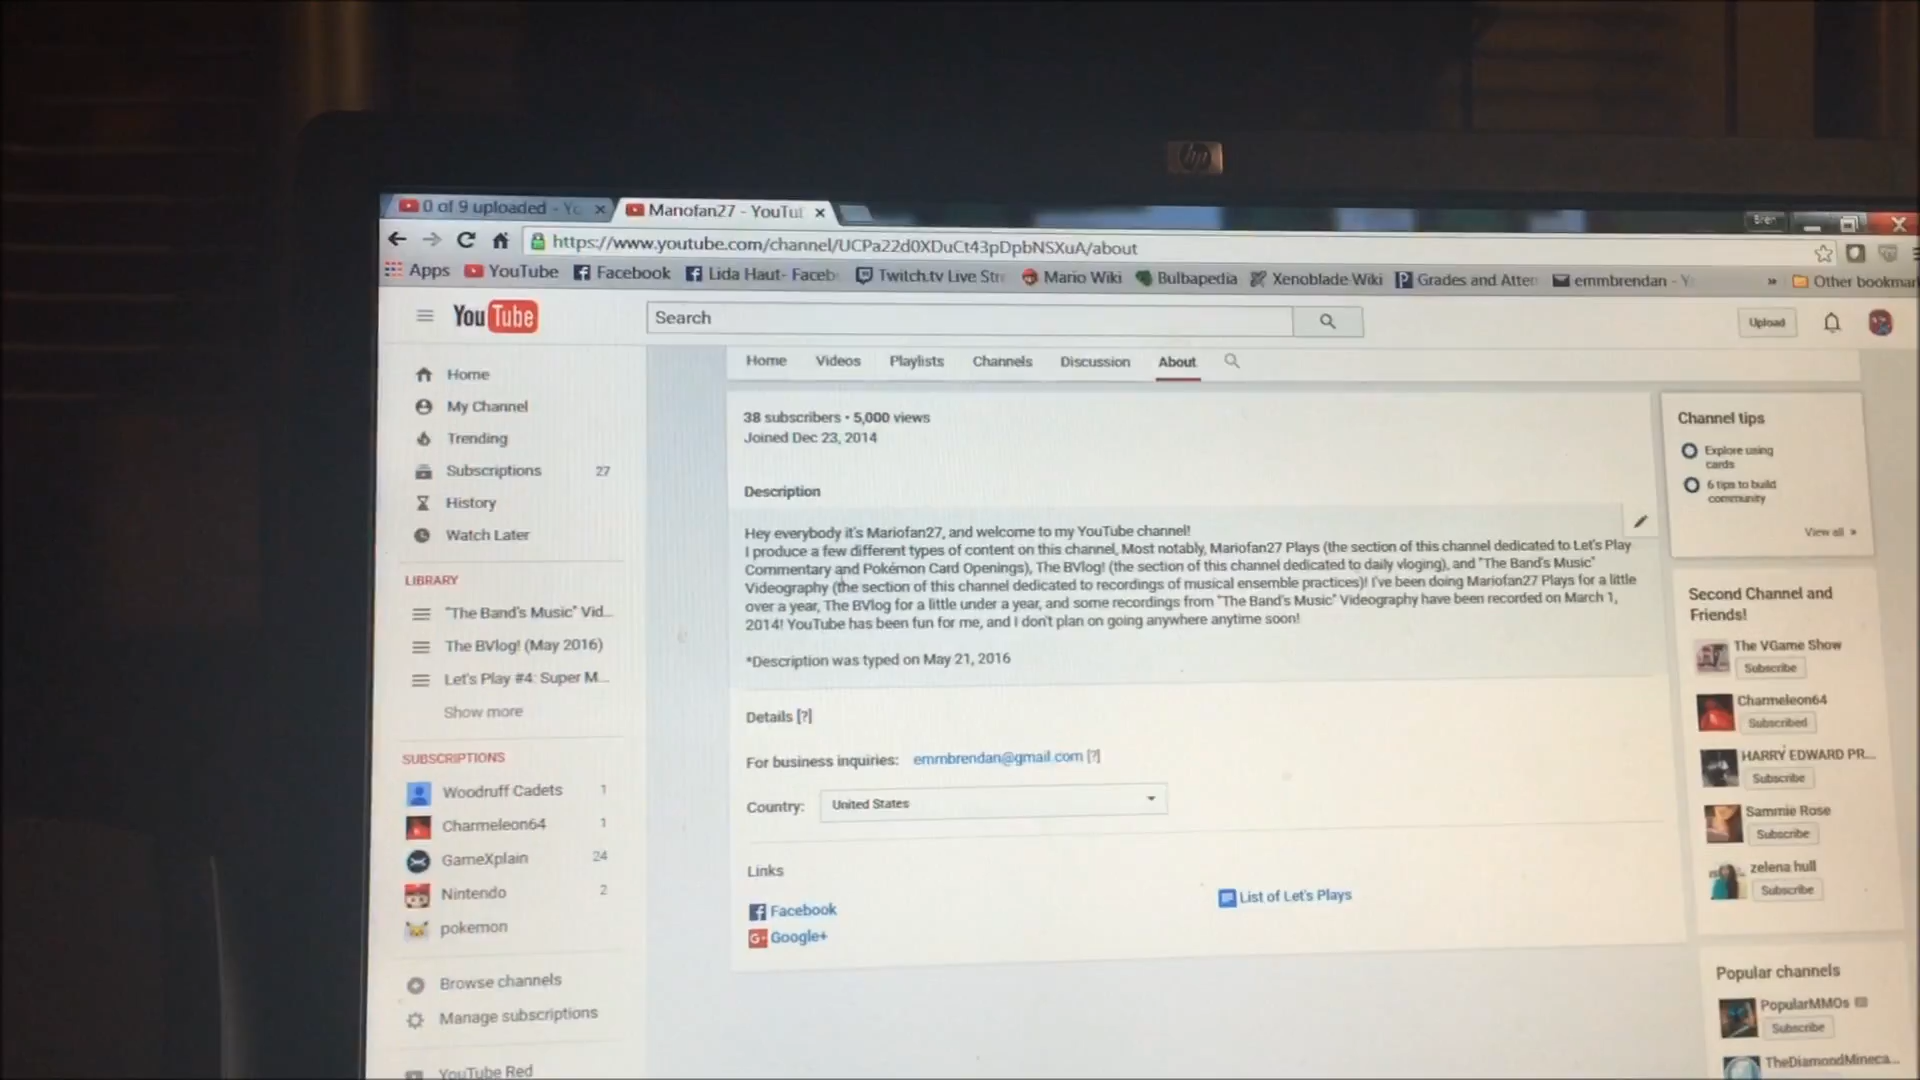 hp
0 of 9 uploaded - Yo
Mariofan27 - YouTut
Bren
https://www.youtube.com/channel/UCPa22d0XDuCt43pDpbNSXuA/about
Apps YouTube Facebook Lida Haut- Faceb Twitch.tv Live Stre Mario Wiki Bulbapedia Xenoblade Wiki Grades and Atten emmbrendan - Y » Other bookmar
YouTube
Search
Upload
Home Videos Playlists Channels Discussion About
Home
My Channel
Trending
Subscriptions 27
History
Watch Later
LIBRARY
"The Band's Music" Vid...
The BVlog! (May 2016)
Let's Play #4: Super M...
Show more
SUBSCRIPTIONS
Woodruff Cadets 1
Charmeleon64 1
GameXplain 24
Nintendo 2
pokemon
Browse channels
Manage subscriptions
YouTube Red
38 subscribers • 5,000 views
Joined Dec 23, 2014
Description
Hey everybody it's Mariofan27, and welcome to my YouTube channel!
I produce a few different types of content on this channel, Most notably, Mariofan27 Plays (the section of this channel dedicated to Let's Play
Commentary and Pokémon Card Openings), The BVlog! (the section of this channel dedicated to daily vloging), and "The Band's Music"
Videography (the section of this channel dedicated to recordings of musical ensemble practices)! I've been doing Mariofan27 Plays for a little
over a year, The BVlog for a little under a year, and some recordings from "The Band's Music" Videography have been recorded on March 1,
2014! YouTube has been fun for me, and I don't plan on going anywhere anytime soon!
*Description was typed on May 21, 2016
Details [?]
For business inquiries: emmbrendan@gmail.com [?]
Country: United States
Links
Facebook
Google+
List of Let's Plays
Channel tips
Explore using
cards
6 tips to build
community
View all »
Second Channel and
Friends!
The VGame Show
Subscribe
Charmeleon64
Subscribed
HARRY EDWARD PR...
Subscribe
Sammie Rose
Subscribe
zelena hull
Subscribe
Popular channels
PopularMMOs
Subscribe
TheDiamondMineca...